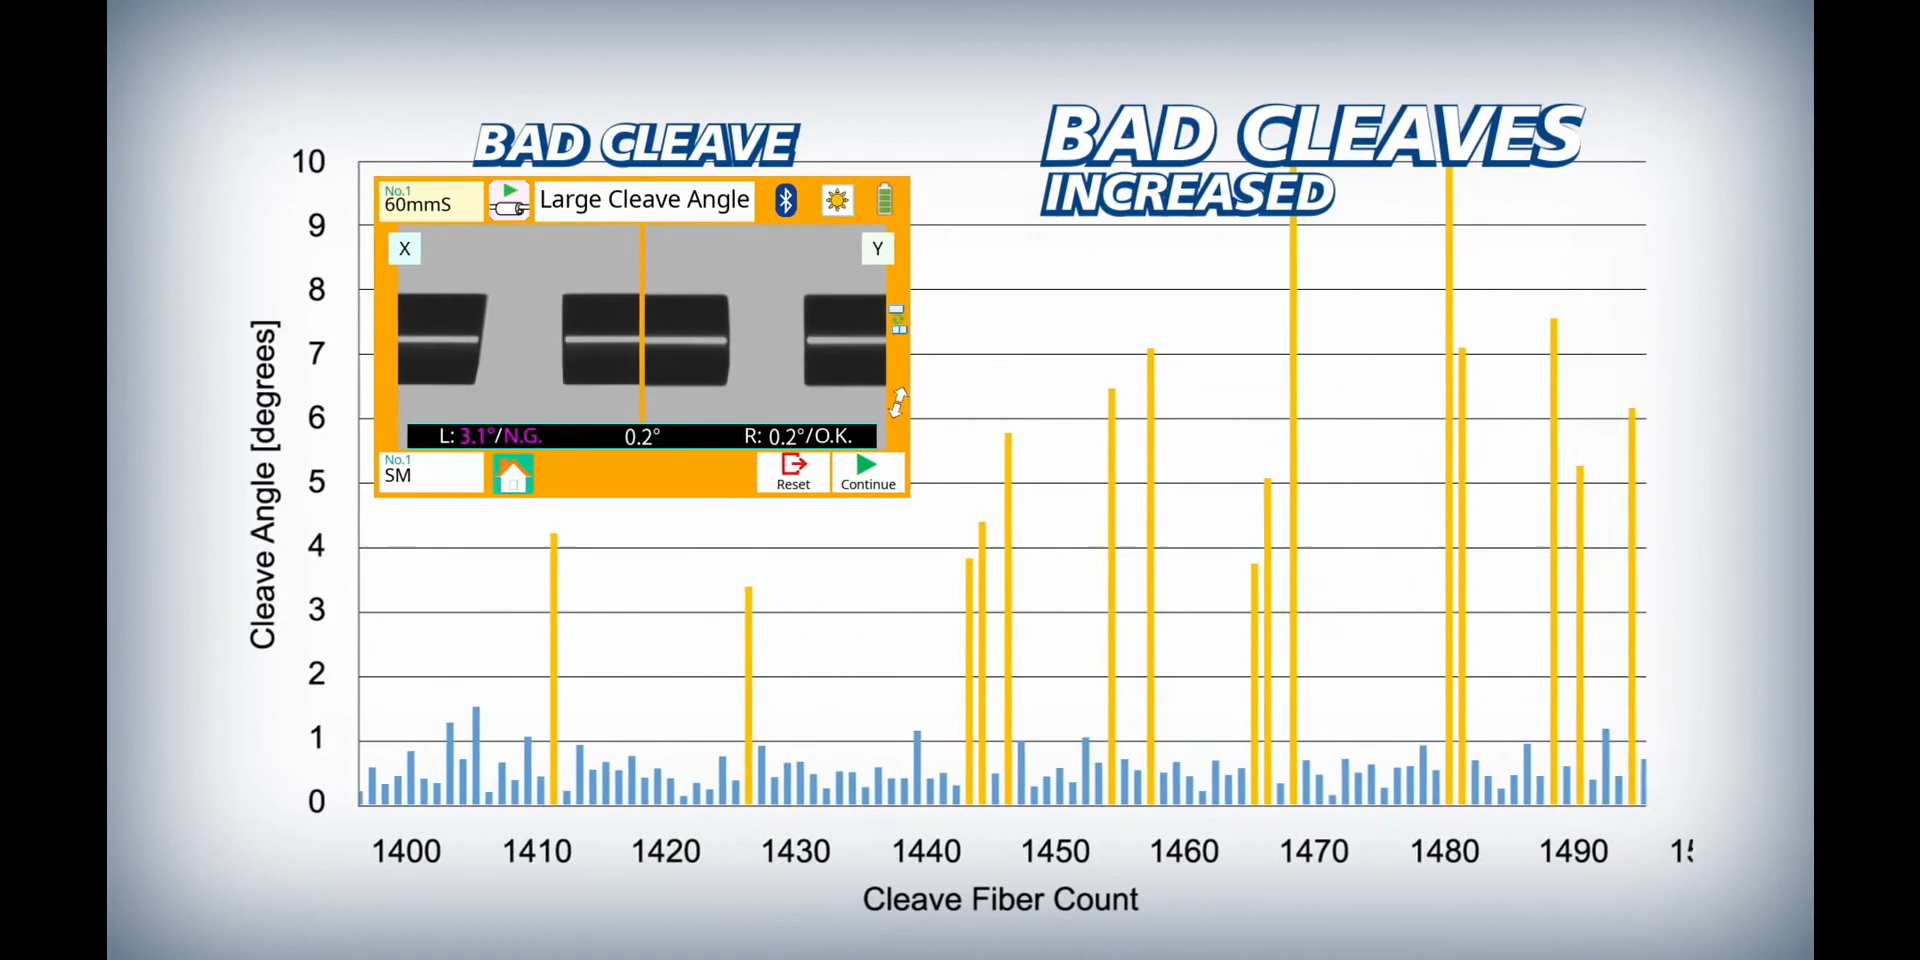 BAD CLEAVE
BAD CLEAVES
INCREASED
No.1
60mmS
Large Cleave Angle
X
Y
L: 3.1°/N.G.
0.2°
R: 0.2°/O.K.
No.1
SM
Reset
Continue
Cleave Angle [degrees]
10
9
8
7
6
5
4
3
2
1
0
1400 1410 1420 1430 1440 1450 1460 1470 1480 1490
Cleave Fiber Count